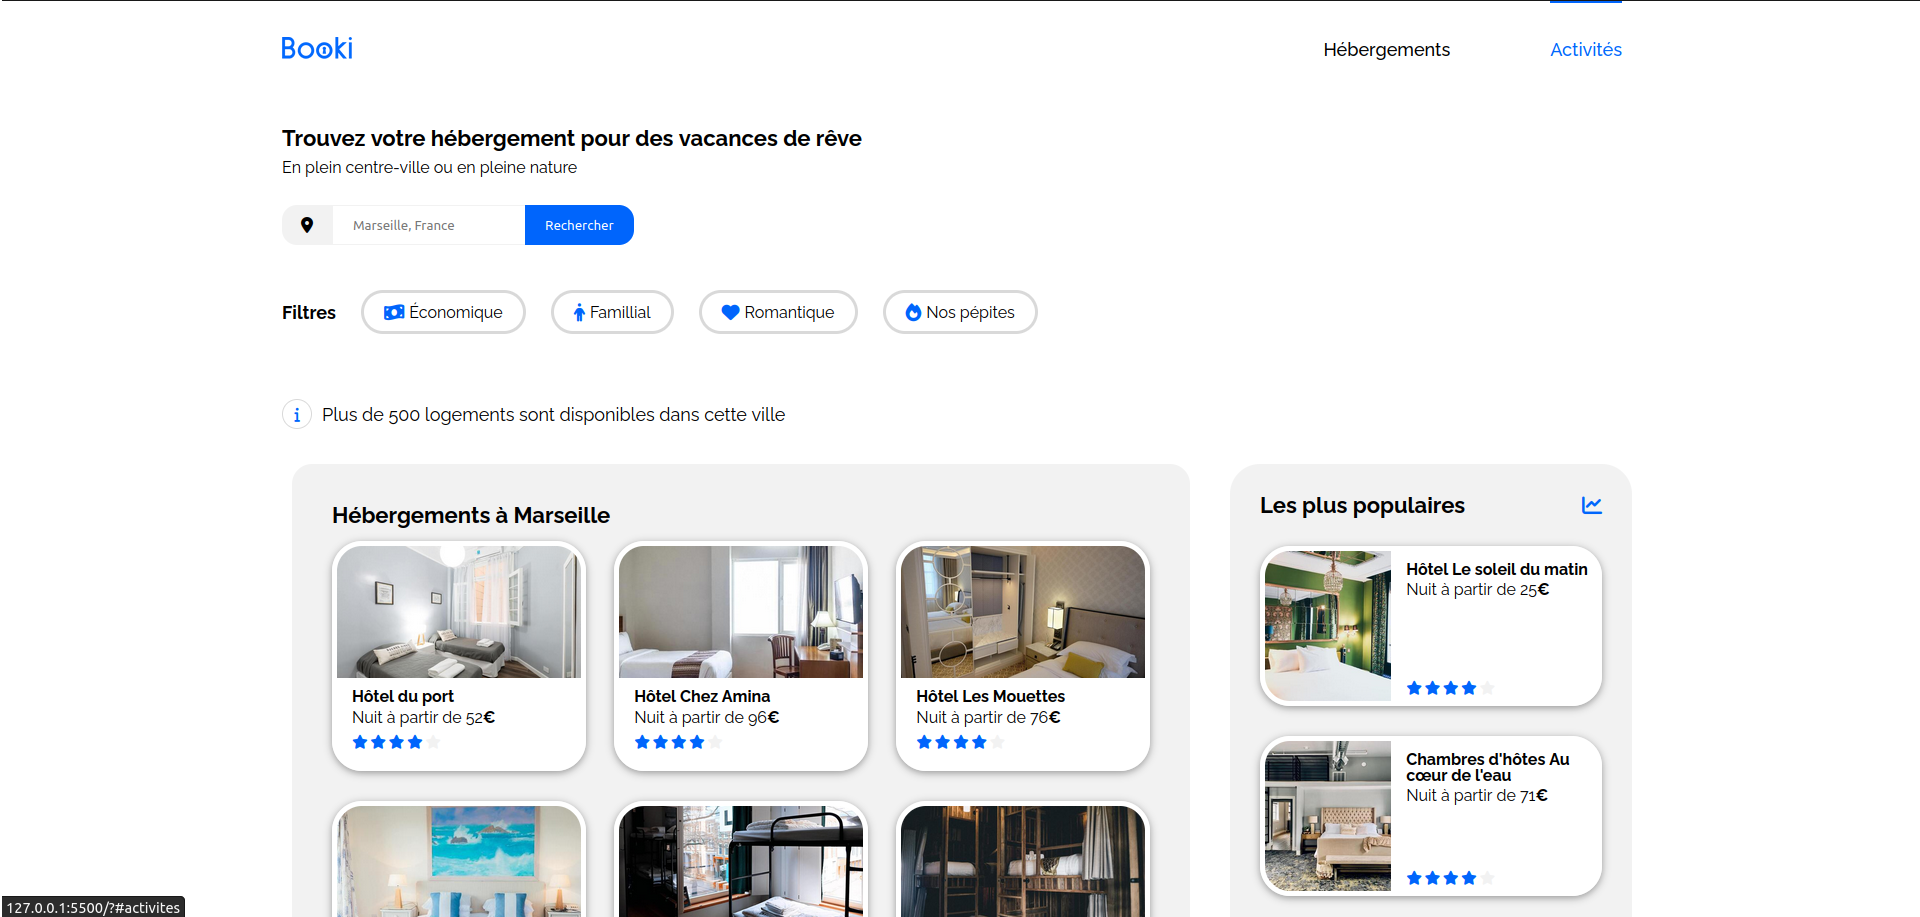 Booki
Hébergements
Activités
Trouvez votre hébergement pour des vacances de rêve
En plein centre-ville ou en pleine nature
Marseille, France
Rechercher
Filtres
Économique
Famillial
Romantique
Nos pépites
Plus de 500 logements sont disponibles dans cette ville
Hébergements à Marseille
Hôtel du port
Nuit à partir de 52€
Hôtel Chez Amina
Nuit à partir de 96€
Hôtel Les Mouettes
Nuit à partir de 76€
Les plus populaires
Hôtel Le soleil du matin
Nuit à partir de 25€
Chambres d'hôtes Au
cœur de l'eau
Nuit à partir de 71€
127.0.0.1:5500/?#activites